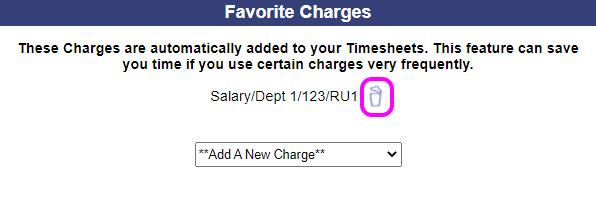 Favorite Charges
These Charges are automatically added to your Timesheets. This feature can save
you time if you use certain charges very frequently.
Salary/Dept 1/123/RU1
**Add A New Charge**